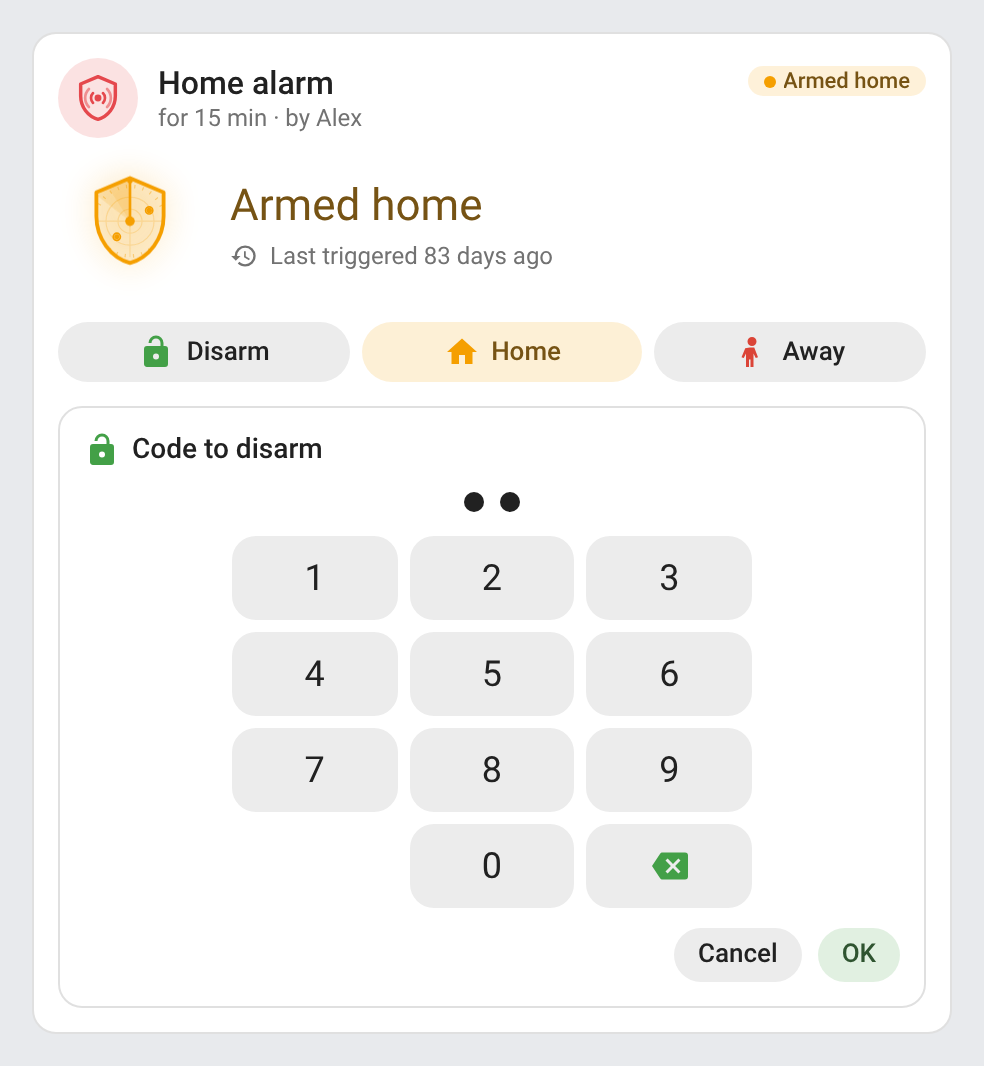 Home alarm
Armed home
for 15 min · by Alex
Armed home
Last triggered 83 days ago
Disarm Home Away
Code to disarm
1 2 3
4 5 6
7 8 9
0
Cancel OK